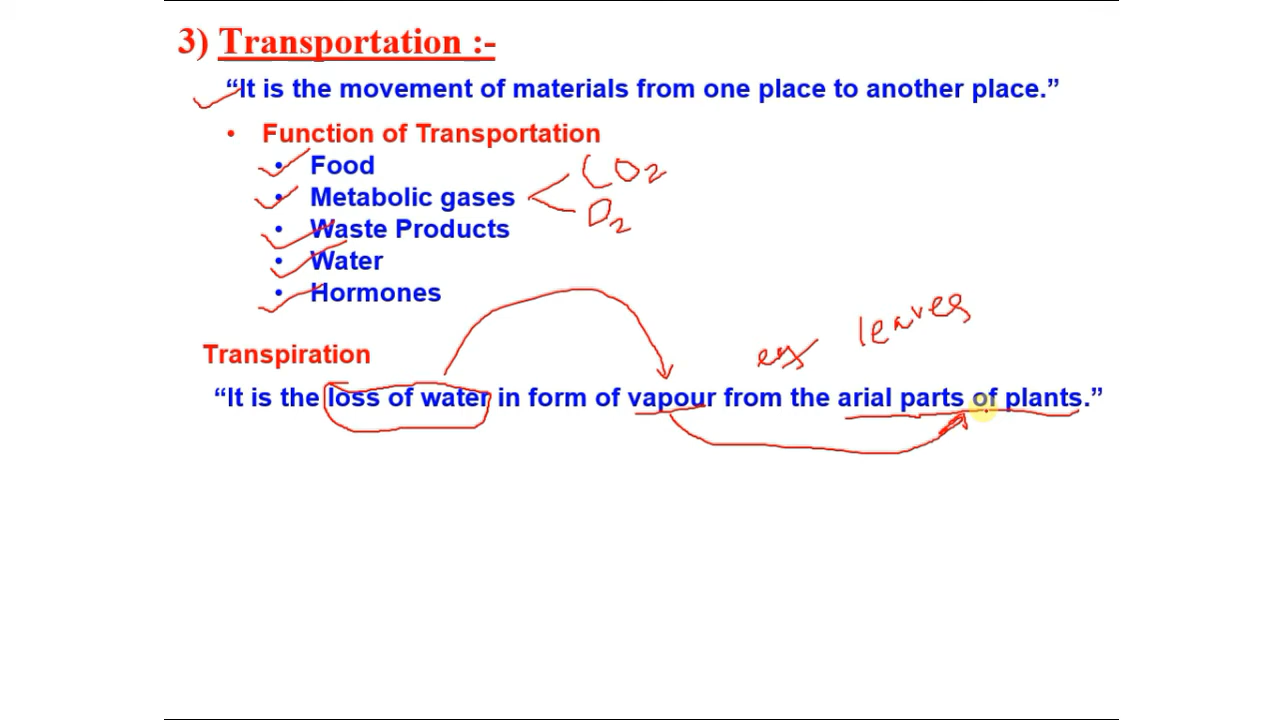 3) Transportation :-
“It is the movement of materials from one place to another place.”
• Function of Transportation
• Food
• Metabolic gases
CO2
O2
• Waste Products
• Water
• Hormones
Transpiration
ex leaves
“It is the loss of water in form of vapour from the arial parts of plants.”